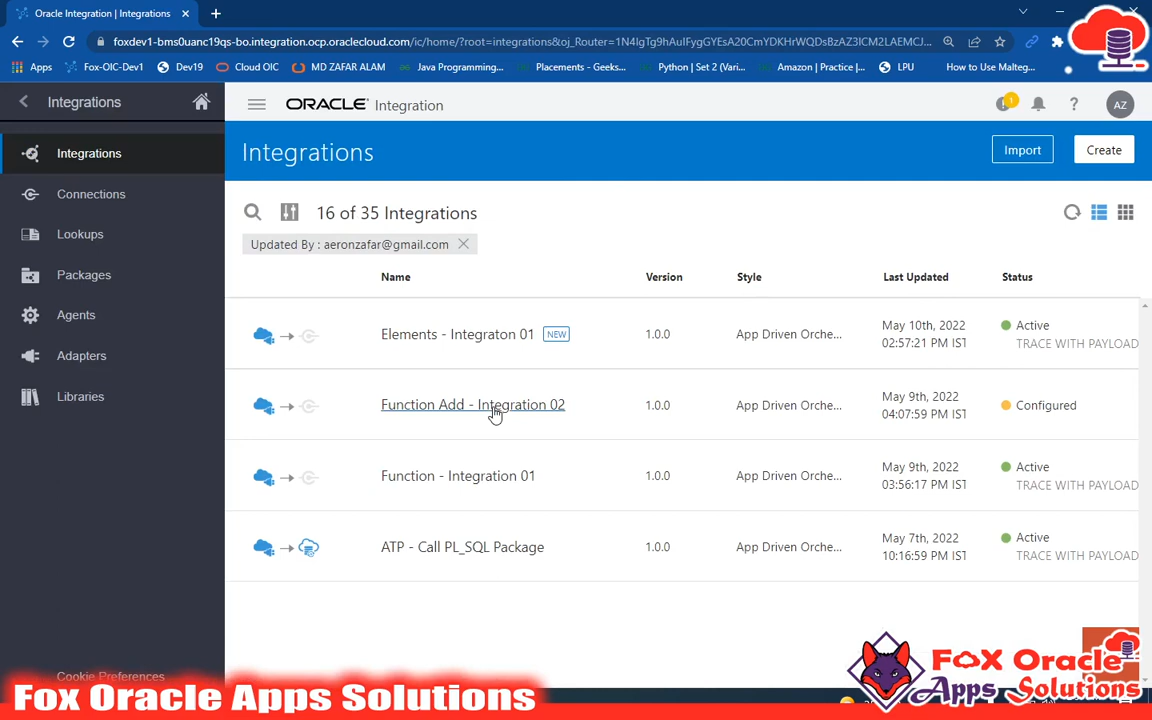 Oracle Integration | Integrations
foxdev1-bms0uanc19qs-bo.integration.ocp.oraclecloud.com/ic/home/?root=integrations&oj_Router=1N4IgTg9hAuIFygGYEsA20CmYDKHrWQDsBzAZ3ICM2LAEMCJ...
Apps Fox-OIC-Dev1 Dev19 Cloud OIC MD ZAFAR ALAM Java Programming... Placements - Geeks... Python | Set 2 (Vari... Amazon | Practice |... LPU How to Use Malteg...
Integrations
ORACLE Integration
1
?
AZ
Integrations
Connections
Lookups
Packages
Agents
Adapters
Libraries
Cookie Preferences
Integrations
Import
Create
16 of 35 Integrations
Updated By : aeronzafar@gmail.com
Name Version Style Last Updated Status
Elements - Integraton 01 NEW 1.0.0 App Driven Orche... May 10th, 2022 Active
02:57:21 PM IST TRACE WITH PAYLOAD
Function Add - Integration 02 1.0.0 App Driven Orche... May 9th, 2022 Configured
04:07:59 PM IST
Function - Integration 01 1.0.0 App Driven Orche... May 9th, 2022 Active
03:56:17 PM IST TRACE WITH PAYLOAD
ATP - Call PL_SQL Package 1.0.0 App Driven Orche... May 7th, 2022 Active
10:16:59 PM IST TRACE WITH PAYLOAD
Fox Oracle Apps Solutions
FOX Oracle
Apps Solutions